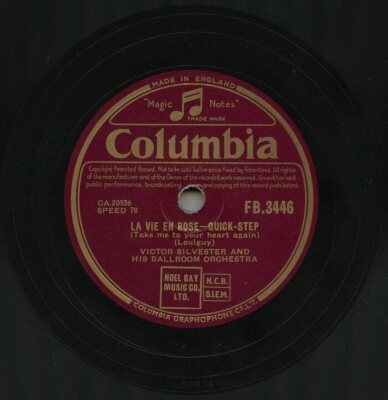 MADE IN ENGLAND
"Magic Notes"
TRADE MARK
Columbia
Copyright Patented Record. Not to be sold below price fixed by Patentees. All rights
of the manufacturer and of the Owner of the recorded work reserved. Unauthorised
public performance, broadcasting and copying of this record prohibited.
CA.20936
SPEED 78
FB.3446
LA VIE EN ROSE—QUICK-STEP
(Take me to your heart again)
(Louiguy)
VICTOR SILVESTER AND
HIS BALLROOM ORCHESTRA
NOEL GAY
MUSIC CO.
LTD.
N.C.B.
B.I.E.M.
COLUMBIA GRAPHOPHONE CO. LTD.